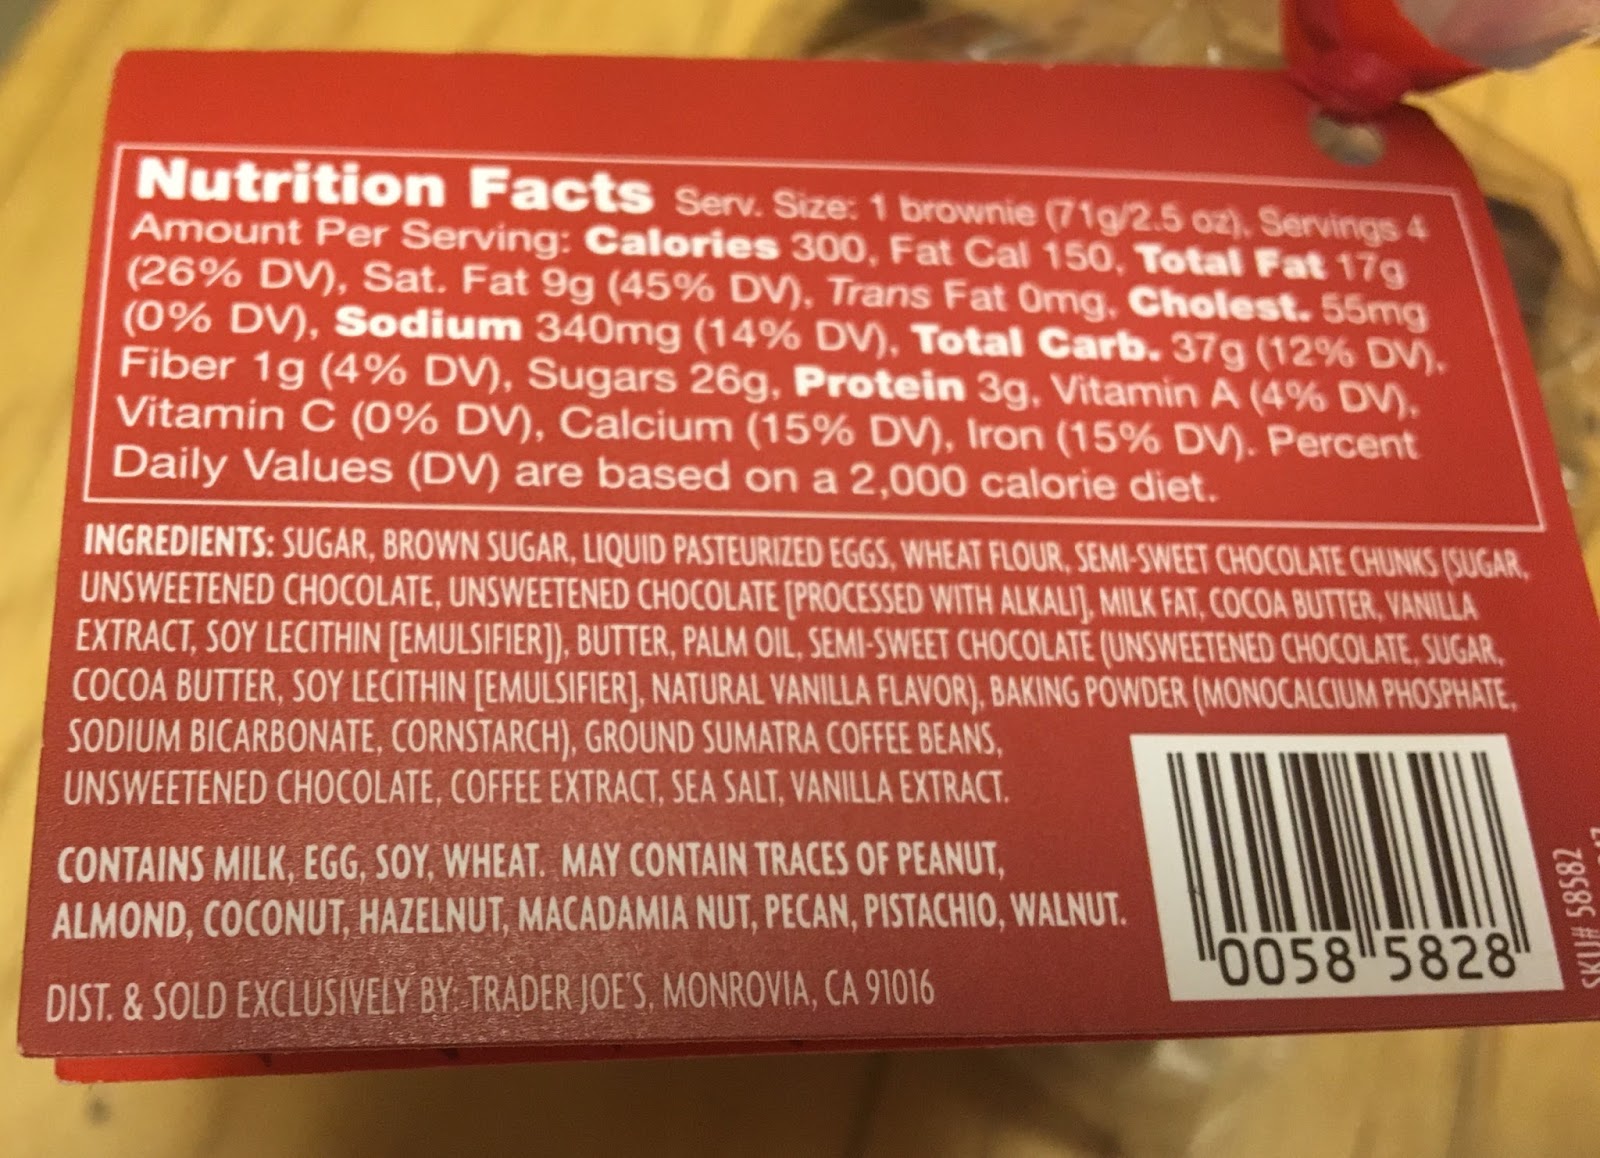 Nutrition Facts Serv. Size: 1 brownie (71g/2.5 oz), Servings 4
Amount Per Serving: Calories 300, Fat Cal 150, Total Fat 17g
(26% DV), Sat. Fat 9g (45% DV), Trans Fat 0mg, Cholest. 55mg
(0% DV), Sodium 340mg (14% DV), Total Carb. 37g (12% DV),
Fiber 1g (4% DV), Sugars 26g, Protein 3g, Vitamin A (4% DV),
Vitamin C (0% DV), Calcium (15% DV), Iron (15% DV). Percent
Daily Values (DV) are based on a 2,000 calorie diet.
INGREDIENTS: SUGAR, BROWN SUGAR, LIQUID PASTEURIZED EGGS, WHEAT FLOUR, SEMI-SWEET CHOCOLATE CHUNKS (SUGAR,
UNSWEETENED CHOCOLATE, UNSWEETENED CHOCOLATE [PROCESSED WITH ALKALI], MILK FAT, COCOA BUTTER, VANILLA
EXTRACT, SOY LECITHIN [EMULSIFIER]), BUTTER, PALM OIL, SEMI-SWEET CHOCOLATE (UNSWEETENED CHOCOLATE, SUGAR,
COCOA BUTTER, SOY LECITHIN [EMULSIFIER], NATURAL VANILLA FLAVOR), BAKING POWDER (MONOCALCIUM PHOSPHATE,
SODIUM BICARBONATE, CORNSTARCH), GROUND SUMATRA COFFEE BEANS,
UNSWEETENED CHOCOLATE, COFFEE EXTRACT, SEA SALT, VANILLA EXTRACT.
CONTAINS MILK, EGG, SOY, WHEAT. MAY CONTAIN TRACES OF PEANUT,
ALMOND, COCONUT, HAZELNUT, MACADAMIA NUT, PECAN, PISTACHIO, WALNUT.
DIST. & SOLD EXCLUSIVELY BY: TRADER JOE'S, MONROVIA, CA 91016
0058 5828
SKU# 58582